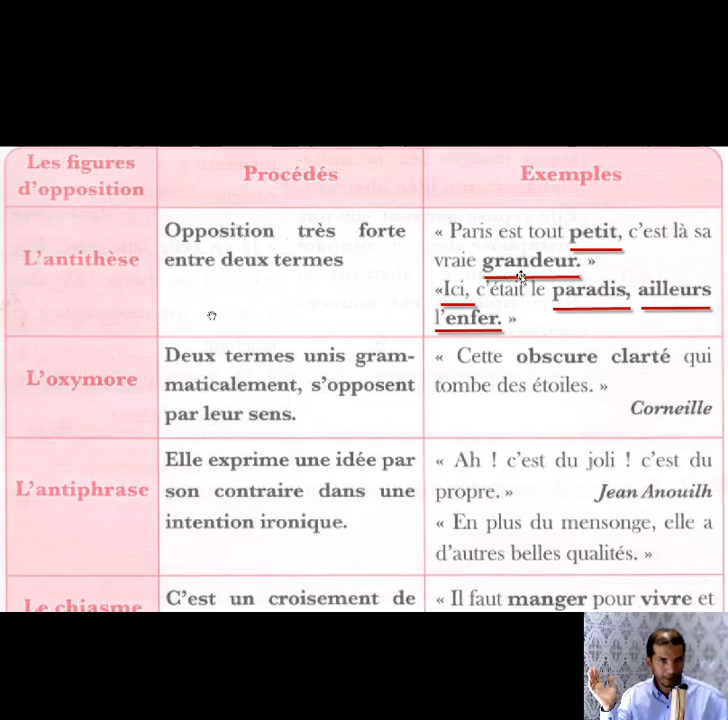 Les figures
d'opposition
Procédés
Exemples
L'antithèse
Opposition très forte
entre deux termes
« Paris est tout petit, c'est là sa
vraie grandeur. »
«Ici, c'était le paradis, ailleurs
l'enfer. »
L'oxymore
Deux termes unis gram-
maticalement, s'opposent
par leur sens.
« Cette obscure clarté qui
tombe des étoiles. »
Corneille
L'antiphrase
Elle exprime une idée par
son contraire dans une
intention ironique.
« Ah ! c'est du joli ! c'est du
propre. » Jean Anouilh
« En plus du mensonge, elle a
d'autres belles qualités. »
Le chiasme
C'est un croisement de
« Il faut manger pour vivre et